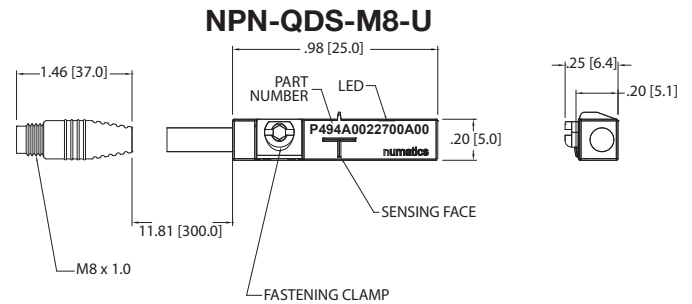 NPN-QDS-M8-U
.98 [25.0]
.25 [6.4]
1.46 [37.0]
PART
NUMBER
LED
.20 [5.1]
P494A0022700A00
.20 [5.0]
numatics
SENSING FACE
11.81 [300.0]
M8 x 1.0
FASTENING CLAMP